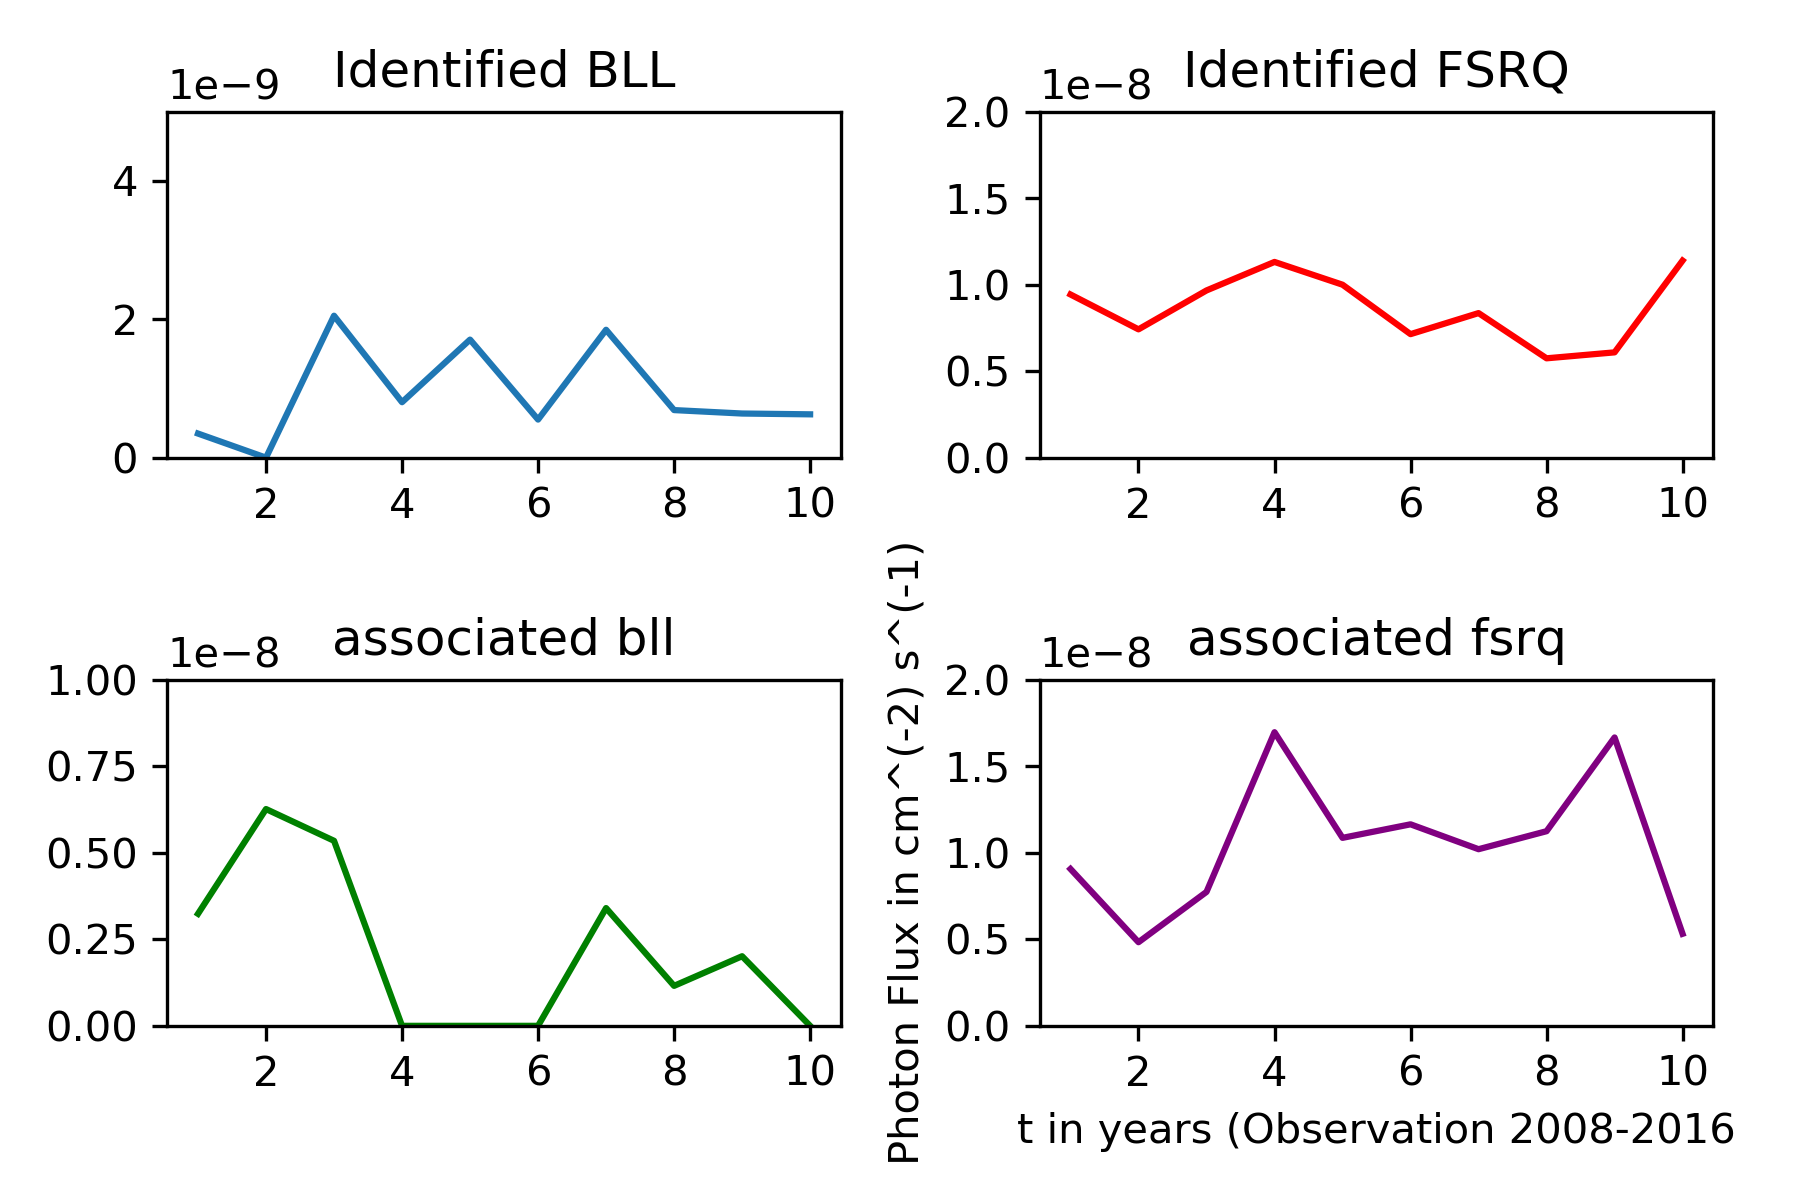 Identified BLL
1e−9
4
2
0
2 4 6 8 10
Identified FSRQ
1e−8
2.0
1.5
1.0
0.5
0.0
2 4 6 8 10
associated bll
1e−8
1.00
0.75
0.50
0.25
0.00
2 4 6 8 10
Photon Flux in cm^(-2) s^(-1)
associated fsrq
1e−8
2.0
1.5
1.0
0.5
0.0
2 4 6 8 10
t in years (Observation 2008-2016